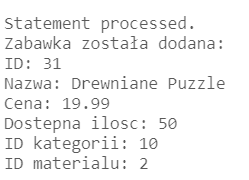 Statement processed.
Zabawka została dodana:
ID: 31
Nazwa: Drewniane Puzzle
Cena: 19.99
Dostepna ilosc: 50
ID kategorii: 10
ID materialu: 2